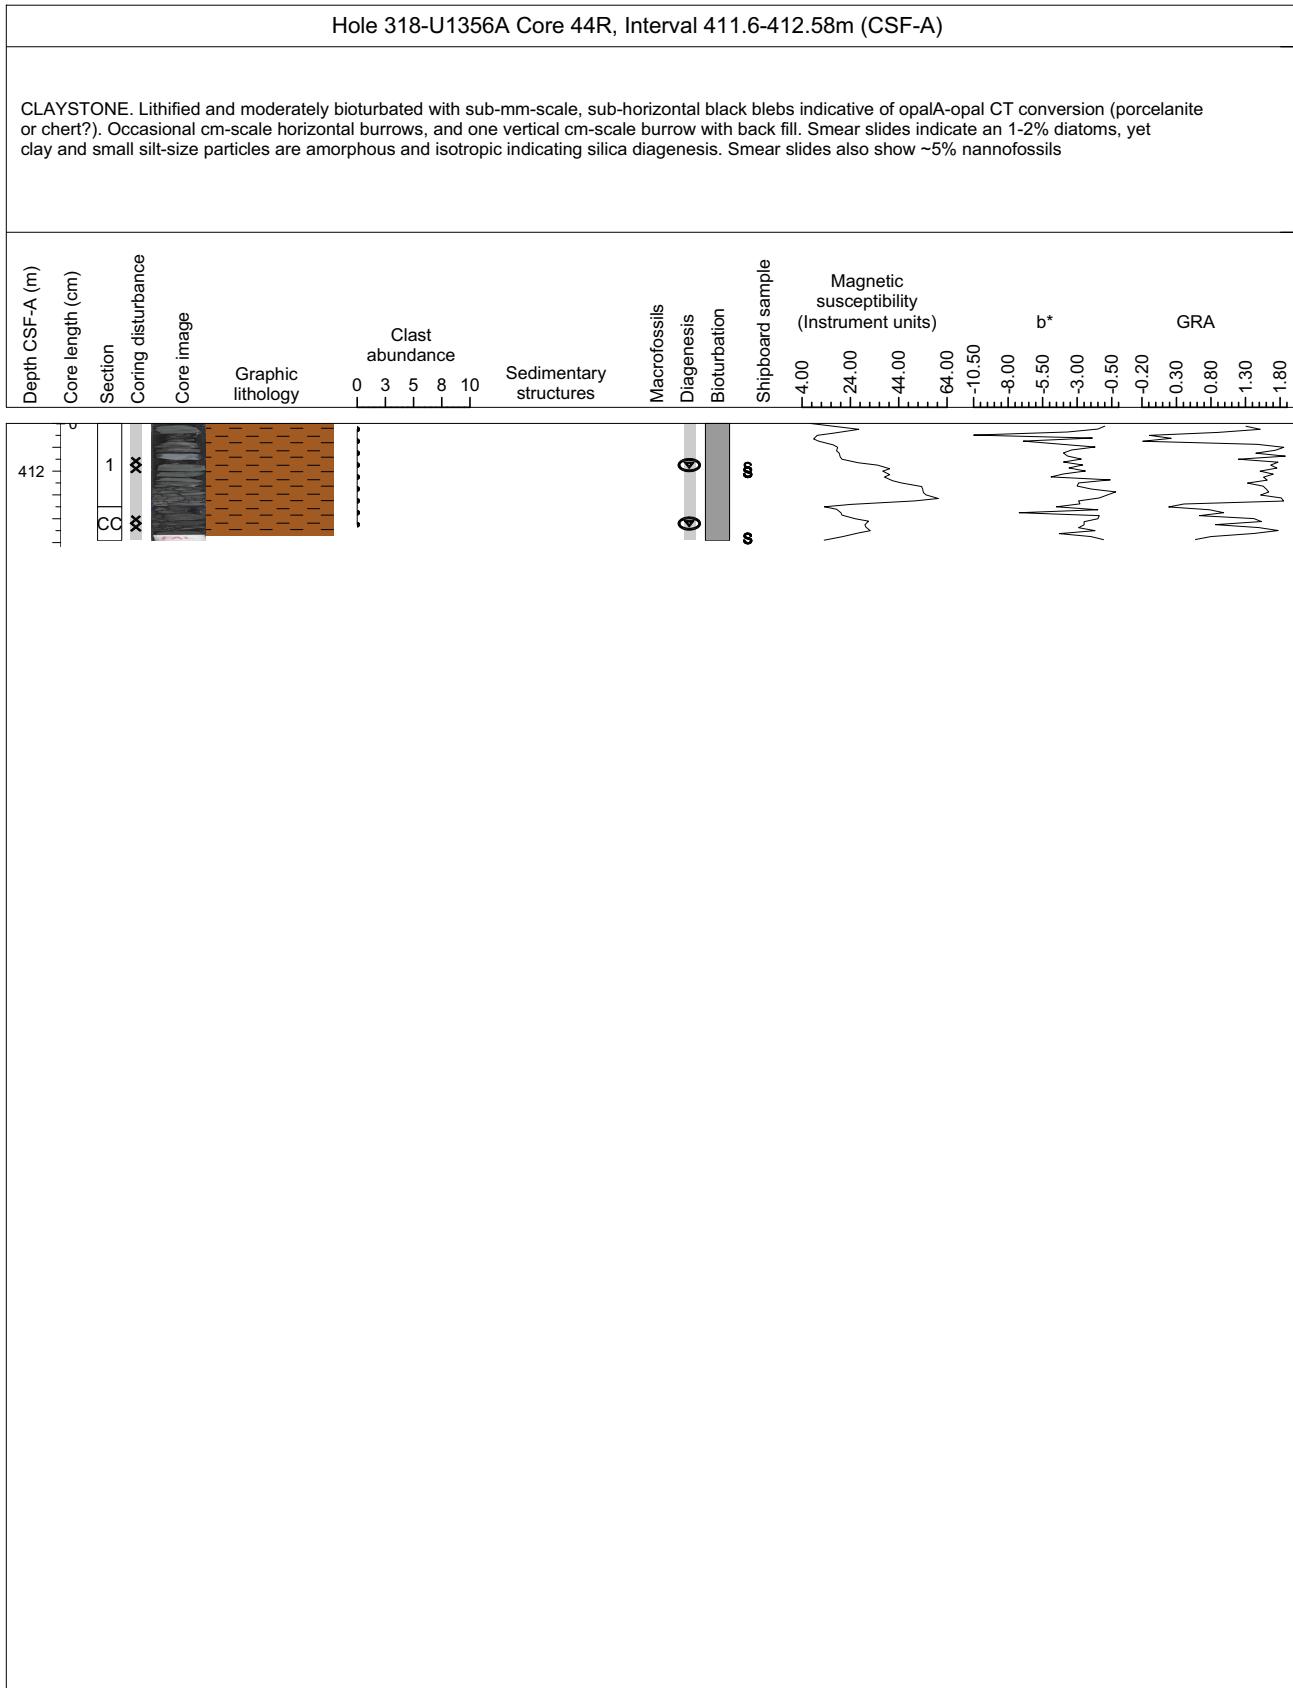 Hole 318-U1356A Core 44R, Interval 411.6-412.58m (CSF-A)
CLAYSTONE. Lithified and moderately bioturbated with sub-mm-scale, sub-horizontal black blebs indicative of opalA-opal CT conversion (porcelanite
or chert?). Occasional cm-scale horizontal burrows, and one vertical cm-scale burrow with back fill. Smear slides indicate an 1-2% diatoms, yet
clay and small silt-size particles are amorphous and isotropic indicating silica diagenesis. Smear slides also show ~5% nannofossils
Depth CSF-A (m)
Core length (cm)
Section
Coring disturbance
Core image
Graphic
lithology
Clast
abundance
0 3 5 8 10
Sedimentary
structures
Macrofossils
Diagenesis
Bioturbation
Shipboard sample
Magnetic
susceptibility
(Instrument units)
4.00 24.00 44.00 64.00
b*
-10.50 -8.00 -5.50 -3.00 -0.50
GRA
-0.20 0.30 0.80 1.30 1.80
0
412
1
CC
S
S
S